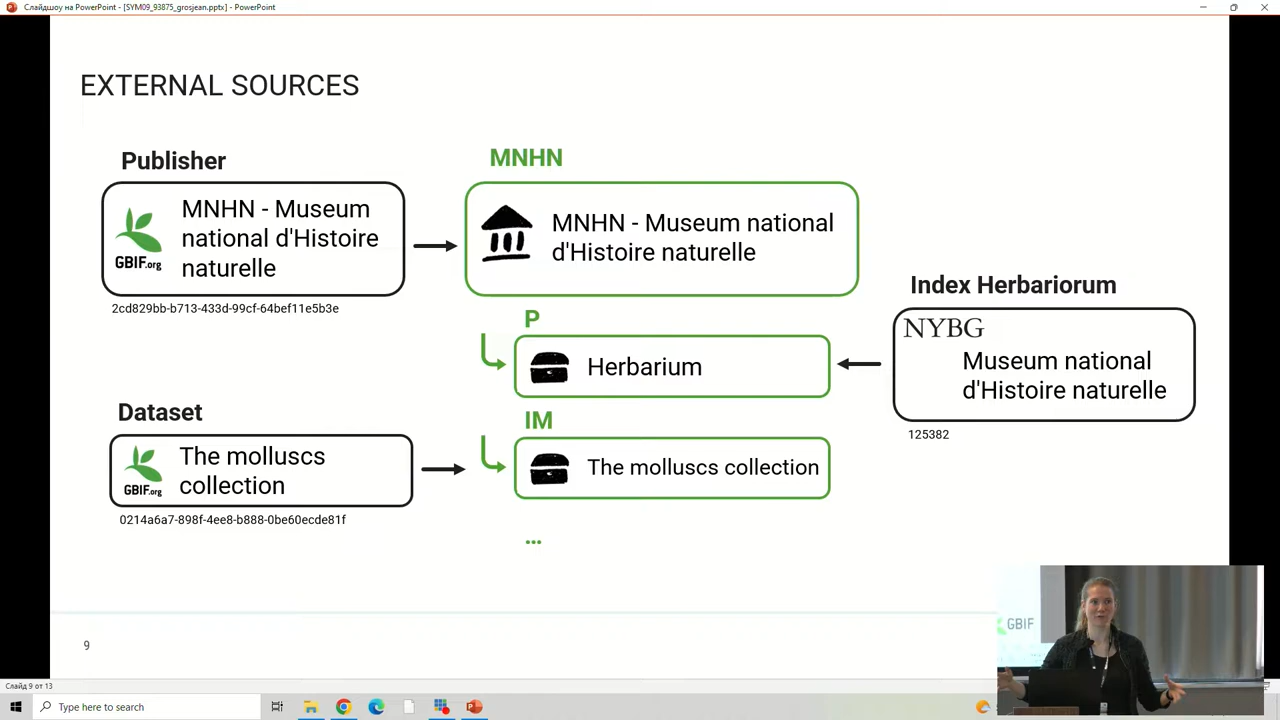 Слайдшоу на PowerPoint - [SYM09_93875_grosjean.pptx] - PowerPoint
EXTERNAL SOURCES
Publisher
GBIF.org
MNHN - Museum
national d'Histoire
naturelle
2cd829bb-b713-433d-99cf-64bef11e5b3e
MNHN
MNHN - Museum national
d'Histoire naturelle
P
Herbarium
Index Herbariorum
NYBG
Museum national
d'Histoire naturelle
125382
Dataset
GBIF.org
The molluscs
collection
0214a6a7-898f-4ee8-b888-0be60ecde81f
IM
The molluscs collection
...
9
GBIF
Слайд 9 от 13
Type here to search